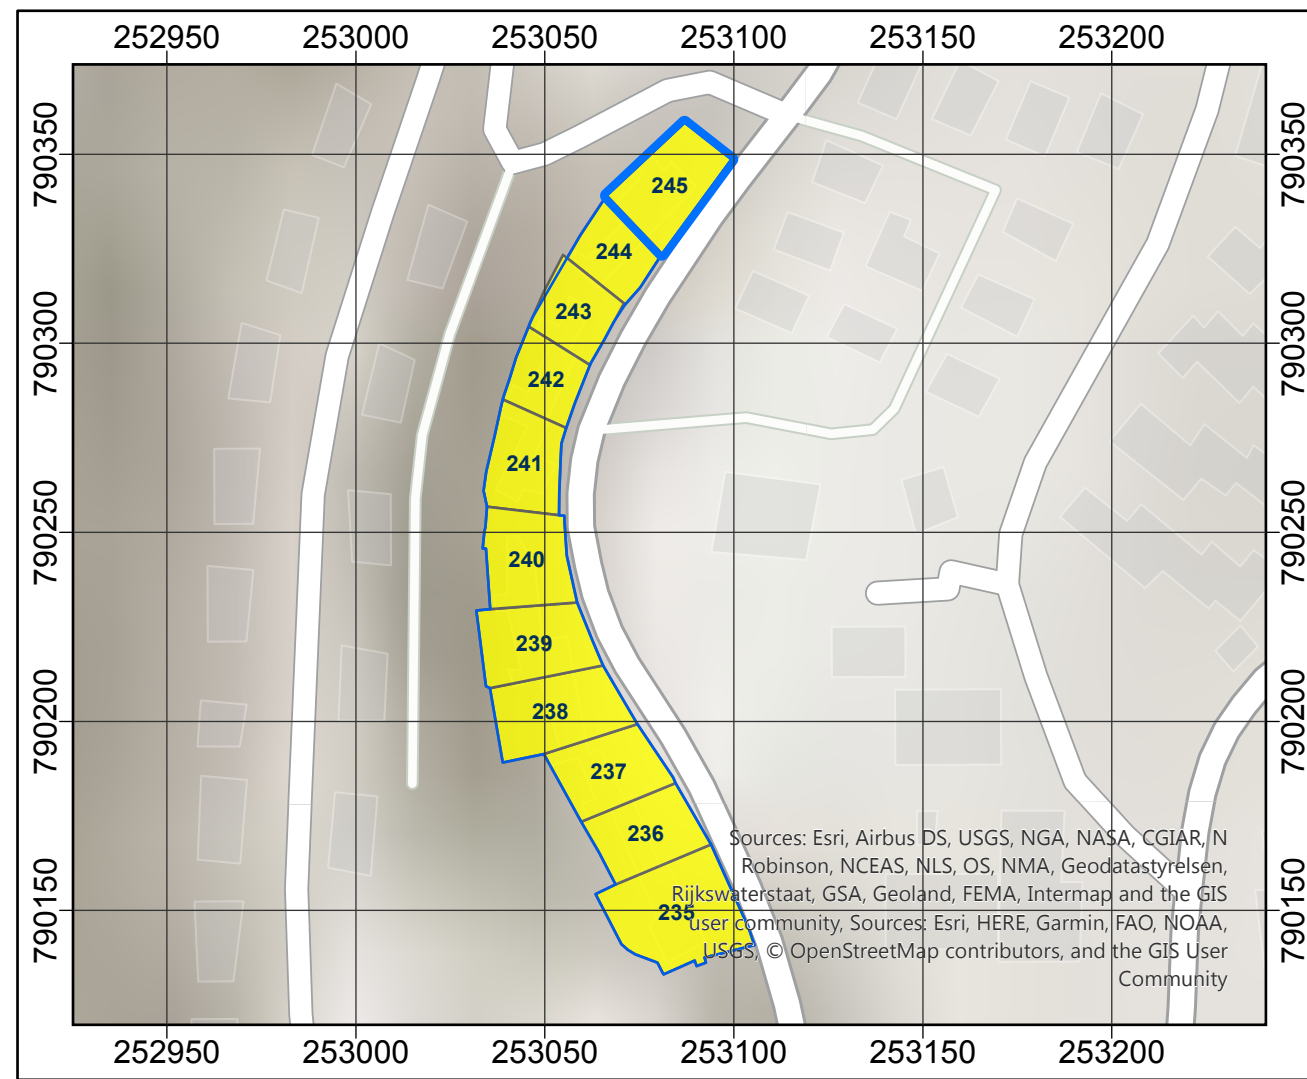 252950 253000 253050 253100 253150 253200
790350 790350
245
244
243
790300 790300
242
241
790250 790250
240
239
238
790200 790200
237
236
235
790150 790150
Sources: Esri, Airbus DS, USGS, NGA, NASA, CGIAR, N
Robinson, NCEAS, NLS, OS, NMA, Geodatastyrelsen,
Rijkswaterstaat, GSA, Geoland, FEMA, Intermap and the GIS
user community, Sources: Esri, HERE, Garmin, FAO, NOAA,
USGS, © OpenStreetMap contributors, and the GIS User
Community
252950 253000 253050 253100 253150 253200